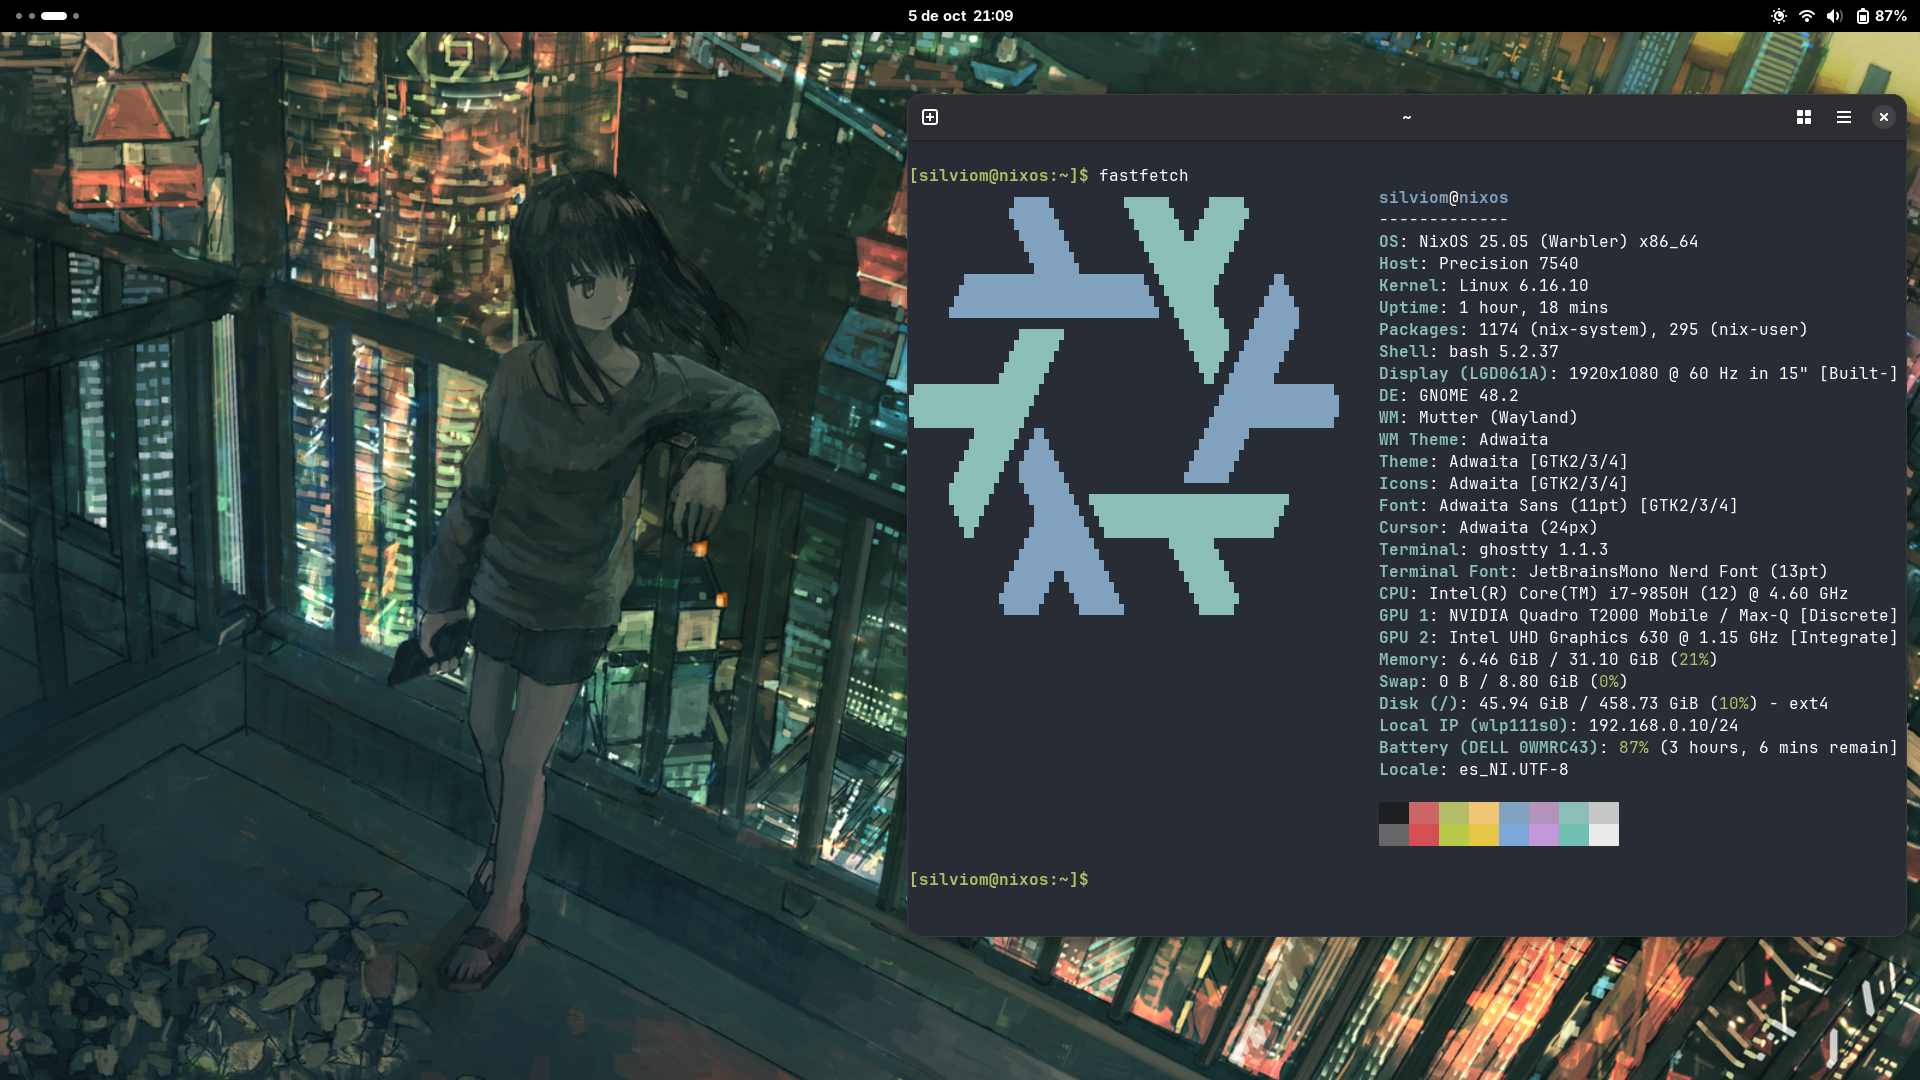 5 de oct 21:09
87%
~
[silviom@nixos:~]$ fastfetch
silviom@nixos
-------------
OS: NixOS 25.05 (Warbler) x86_64
Host: Precision 7540
Kernel: Linux 6.16.10
Uptime: 1 hour, 18 mins
Packages: 1174 (nix-system), 295 (nix-user)
Shell: bash 5.2.37
Display (LGD061A): 1920x1080 @ 60 Hz in 15" [Built-]
DE: GNOME 48.2
WM: Mutter (Wayland)
WM Theme: Adwaita
Theme: Adwaita [GTK2/3/4]
Icons: Adwaita [GTK2/3/4]
Font: Adwaita Sans (11pt) [GTK2/3/4]
Cursor: Adwaita (24px)
Terminal: ghostty 1.1.3
Terminal Font: JetBrainsMono Nerd Font (13pt)
CPU: Intel(R) Core(TM) i7-9850H (12) @ 4.60 GHz
GPU 1: NVIDIA Quadro T2000 Mobile / Max-Q [Discrete]
GPU 2: Intel UHD Graphics 630 @ 1.15 GHz [Integrate]
Memory: 6.46 GiB / 31.10 GiB (21%)
Swap: 0 B / 8.80 GiB (0%)
Disk (/): 45.94 GiB / 458.73 GiB (10%) - ext4
Local IP (wlp111s0): 192.168.0.10/24
Battery (DELL 0WMRC43): 87% (3 hours, 6 mins remain]
Locale: es_NI.UTF-8
[silviom@nixos:~]$